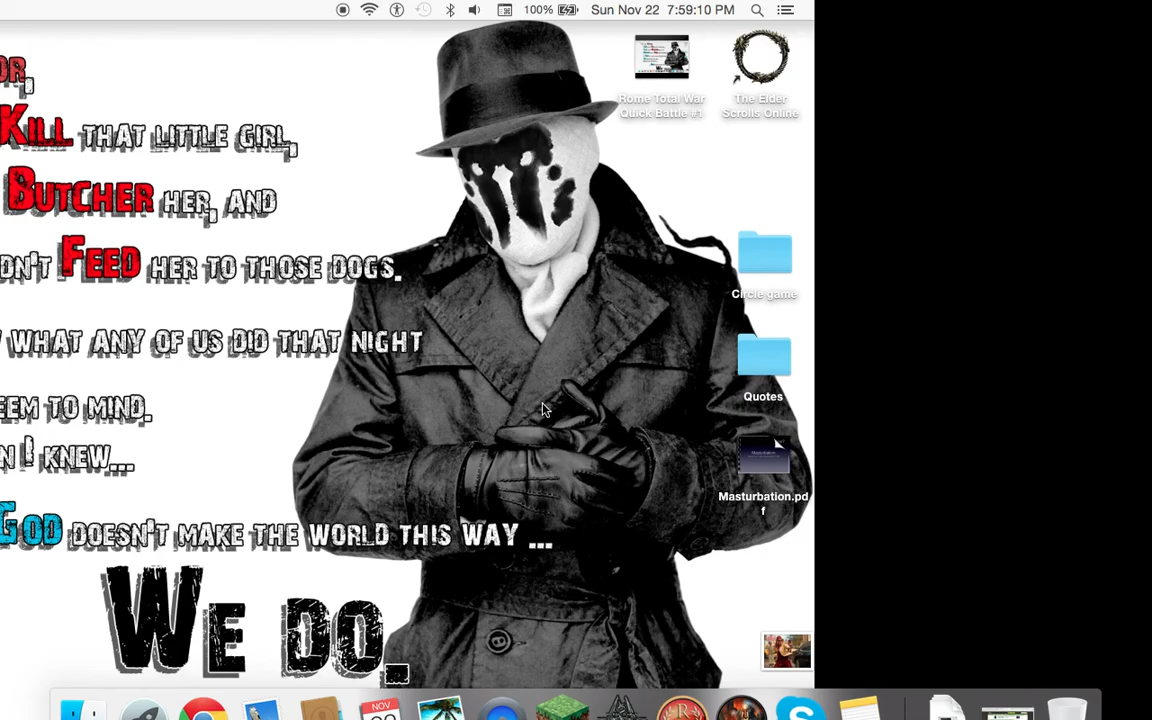 100% Sun Nov 22 7:59:10 PM
OR,
KILL THAT LITTLE GIRL,
BUTCHER HER, AND
DN'T FEED HER TO THOSE DOGS.
WHAT ANY OF US DID THAT NIGHT
EEM TO MIND.
N I KNEW...
GOD DOESN'T MAKE THE WORLD THIS WAY ...
WE DO.
Rome Total War
Quick Battle #1
The Elder
Scrolls Online
Circle game
Quotes
Masturbation.pd
f
NOV